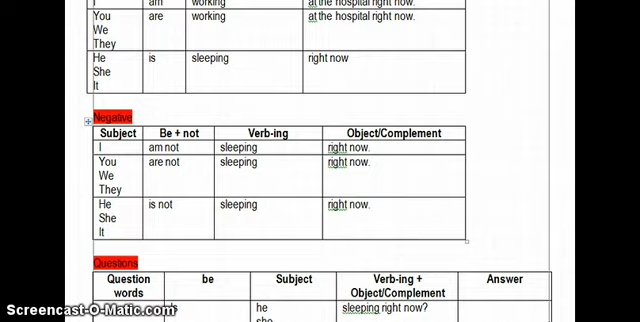 I am working at the hospital right now.
You are working at the hospital right now.
We
They
He is sleeping right now
She
It
Negative
Subject Be + not Verb-ing Object/Complement
I am not sleeping right now.
You are not sleeping right now.
We
They
He is not sleeping right now.
She
It
Questions
Question words be Subject Verb-ing + Object/Complement Answer
he sleeping right now?
she
Screencast-O-Matic.com